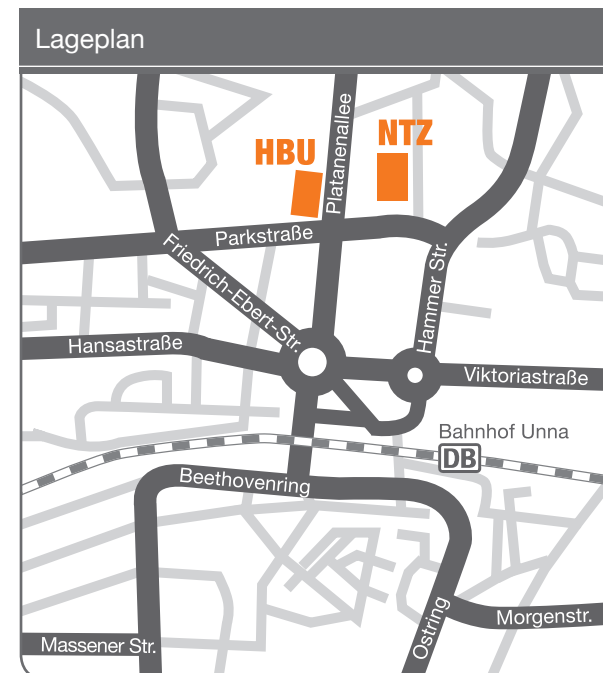 Lageplan
Platanenallee
NTZ
HBU
Parkstraße
Friedrich-Ebert-Str.
Hammer Str.
Hansastraße
Viktoriastraße
Bahnhof Unna
DB
Beethovenring
Ostring
Morgenstr.
Massener Str.